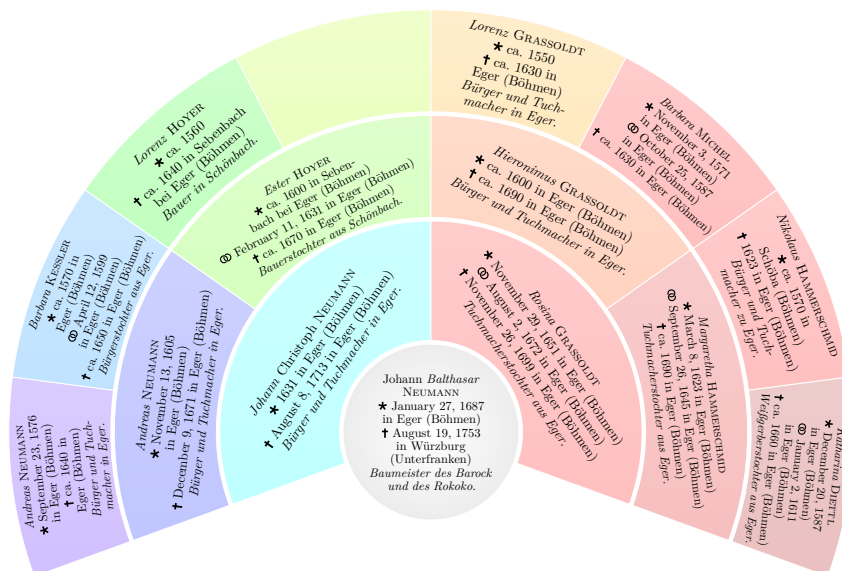 Lorenz GRASSOLDT
★ ca. 1550
✝ ca. 1630 in
Eger (Böhmen)
Bürger und Tuch-
macher in Eger.
Barbara MICHEL
★ November 3, 1571
in Eger (Böhmen)
⚭ October 25, 1587
in Eger (Böhmen)
✝ ca. 1630 in Eger (Böhmen)
Lorenz HOYER
★ ca. 1560
✝ ca. 1640 in Sebenbach
bei Eger (Böhmen)
Bauer in Schönbach.
Barbara KESSLER
★ ca. 1570 in
Eger (Böhmen)
⚭ April 12, 1599
in Eger (Böhmen)
✝ ca. 1650 in Eger (Böhmen)
Bürgerstochter aus Eger.
Andreas NEUMANN
★ September 23, 1576
in Eger (Böhmen)
✝ ca. 1640 in
Eger (Böhmen)
Bürger und Tuch-
macher in Eger.
Nikolaus HAMMERSCHMID
★ ca. 1570 in
Schöba (Böhmen)
✝ 1623 in Eger (Böhmen)
Bürger und Tuch-
macher zu Eger.
Katharina DIETTL
★ December 20, 1587
in Eger (Böhmen)
⚭ January 2, 1611
in Eger (Böhmen)
✝ ca. 1660 in Eger (Böhmen)
Weißgerberstochter aus Eger.
Ester HOYER
★ ca. 1600 in Seben-
bach bei Eger (Böhmen)
⚭ February 11, 1631 in Eger (Böhmen)
✝ ca. 1670 in Eger (Böhmen)
Bauerstochter aus Schönbach.
Hieronimus GRASSOLDT
★ ca. 1600 in Eger (Böhmen)
✝ ca. 1690 in Eger (Böhmen)
Bürger und Tuchmacher in Eger.
Andreas NEUMANN
★ November 13, 1605
in Eger (Böhmen)
✝ December 9, 1671 in Eger (Böhmen)
Bürger und Tuchmacher in Eger.
Margaretha HAMMERSCHMID
★ March 8, 1623 in Eger (Böhmen)
⚭ September 26, 1645 in Eger (Böhmen)
✝ ca. 1690 in Eger (Böhmen)
Tuchmacherstochter aus Eger.
Johann Christoph NEUMANN
★ 1631 in Eger (Böhmen)
✝ August 8, 1713 in Eger (Böhmen)
Bürger und Tuchmacher in Eger.
Rosina GRASSOLDT
★ November 29, 1651 in Eger (Böhmen)
⚭ August 2, 1672 in Eger (Böhmen)
✝ November 26, 1699 in Eger (Böhmen)
Tuchmacherstochter aus Eger.
Johann Balthasar
NEUMANN
★ January 27, 1687
in Eger (Böhmen)
✝ August 19, 1753
in Würzburg
(Unterfranken)
Baumeister des Barock
und des Rokoko.